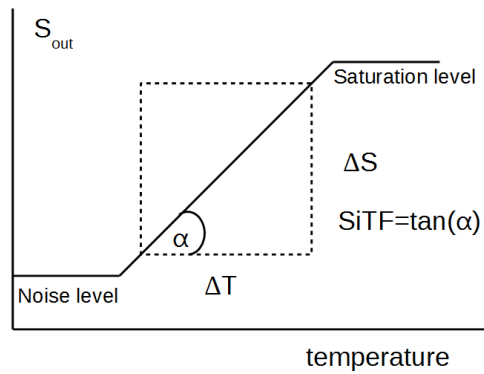 S_out
Saturation level
ΔS
SiTF=tan(α)
α
Noise level
ΔT
temperature